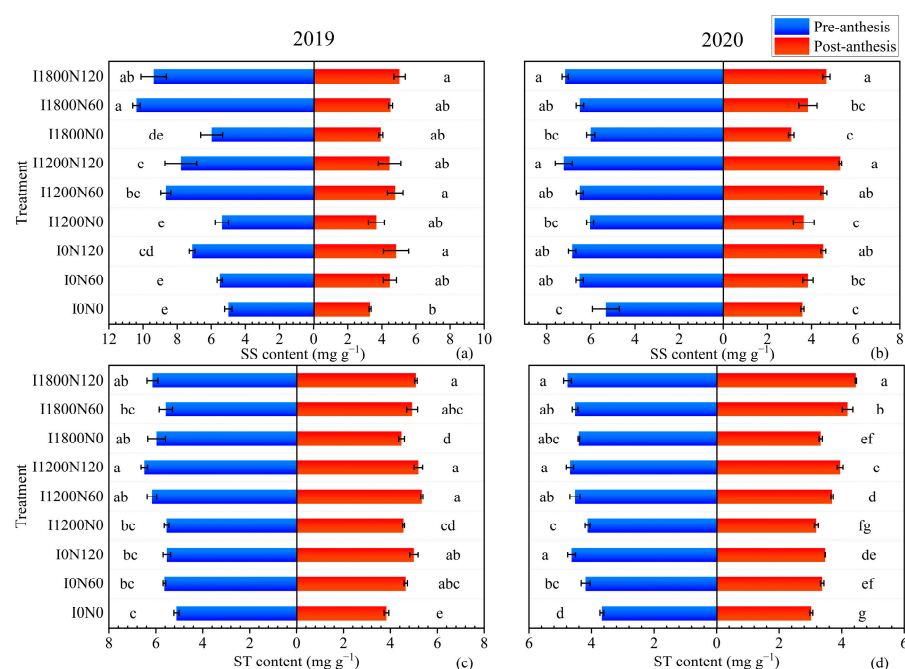 Pre-anthesis
Post-anthesis
2019 2020
Treatment
I1800N120 ab a a a
I1800N60 a ab ab bc
I1800N0 de ab bc c
I1200N120 c ab a a
I1200N60 bc a ab ab
I1200N0 e ab bc c
I0N120 cd a ab ab
I0N60 e ab ab bc
I0N0 e b c c
12 10 8 6 4 2 0 2 4 6 8 10 8 6 4 2 0 2 4 6 8
SS content (mg g⁻¹) (a) SS content (mg g⁻¹) (b)
Treatment
I1800N120 ab a a a
I1800N60 bc abc ab b
I1800N0 ab d abc ef
I1200N120 a a a c
I1200N60 ab a ab d
I1200N0 bc cd c fg
I0N120 bc ab a de
I0N60 bc abc bc ef
I0N0 c e d g
8 6 4 2 0 2 4 6 8 6 4 2 0 2 4 6
ST content (mg g⁻¹) (c) ST content (mg g⁻¹) (d)